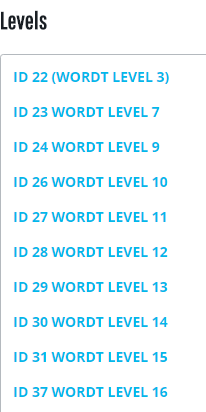 Levels
ID 22 (WORDT LEVEL 3)
ID 23 WORDT LEVEL 7
ID 24 WORDT LEVEL 9
ID 26 WORDT LEVEL 10
ID 27 WORDT LEVEL 11
ID 28 WORDT LEVEL 12
ID 29 WORDT LEVEL 13
ID 30 WORDT LEVEL 14
ID 31 WORDT LEVEL 15
ID 37 WORDT LEVEL 16